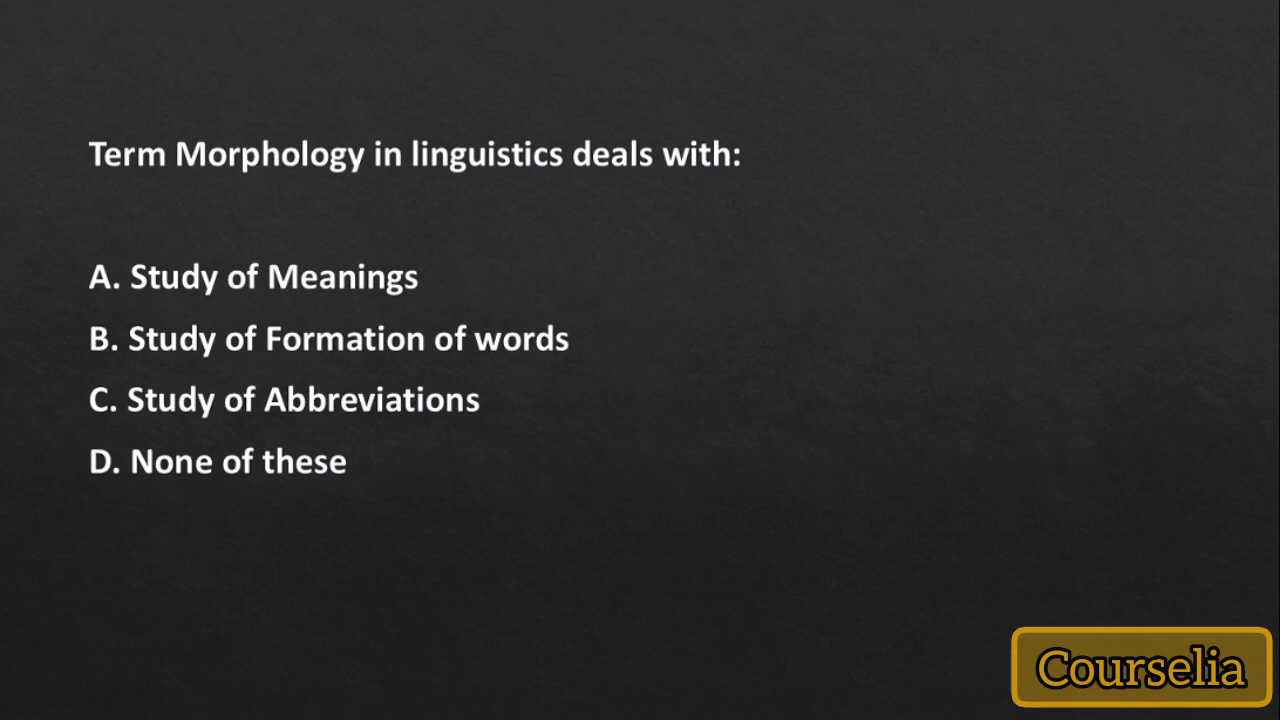 Term Morphology in linguistics deals with:
A. Study of Meanings
B. Study of Formation of words
C. Study of Abbreviations
D. None of these
Courselia